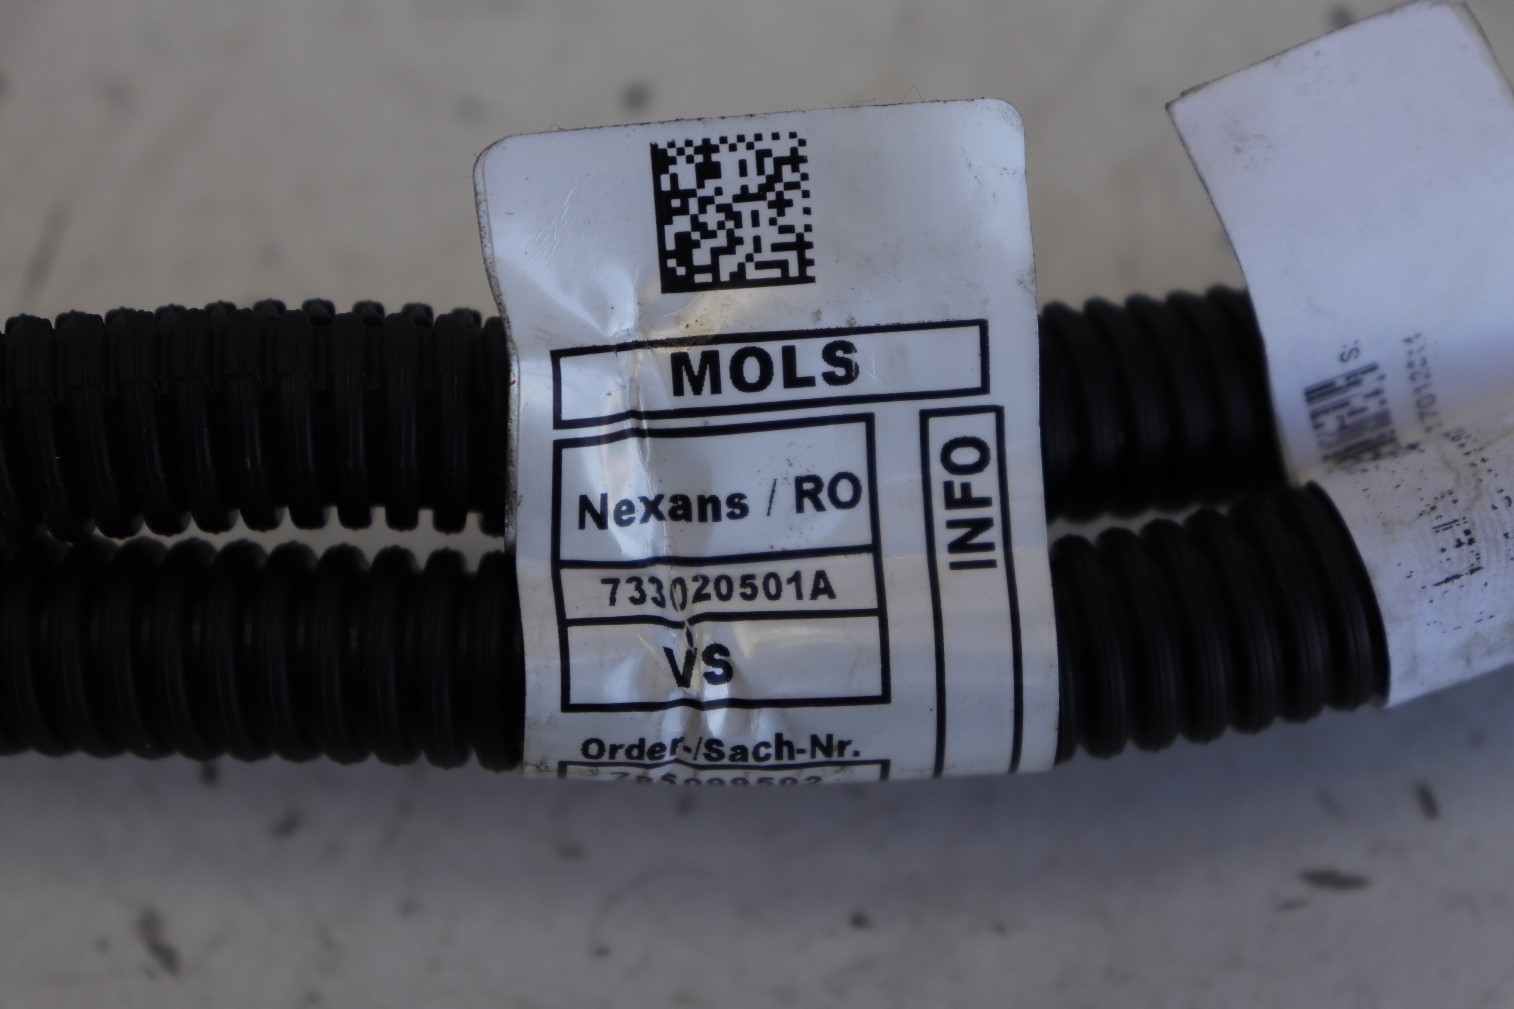 MOLS
Nexans / RO
733020501A
VS
INFO
Order-/Sach-Nr.
S: